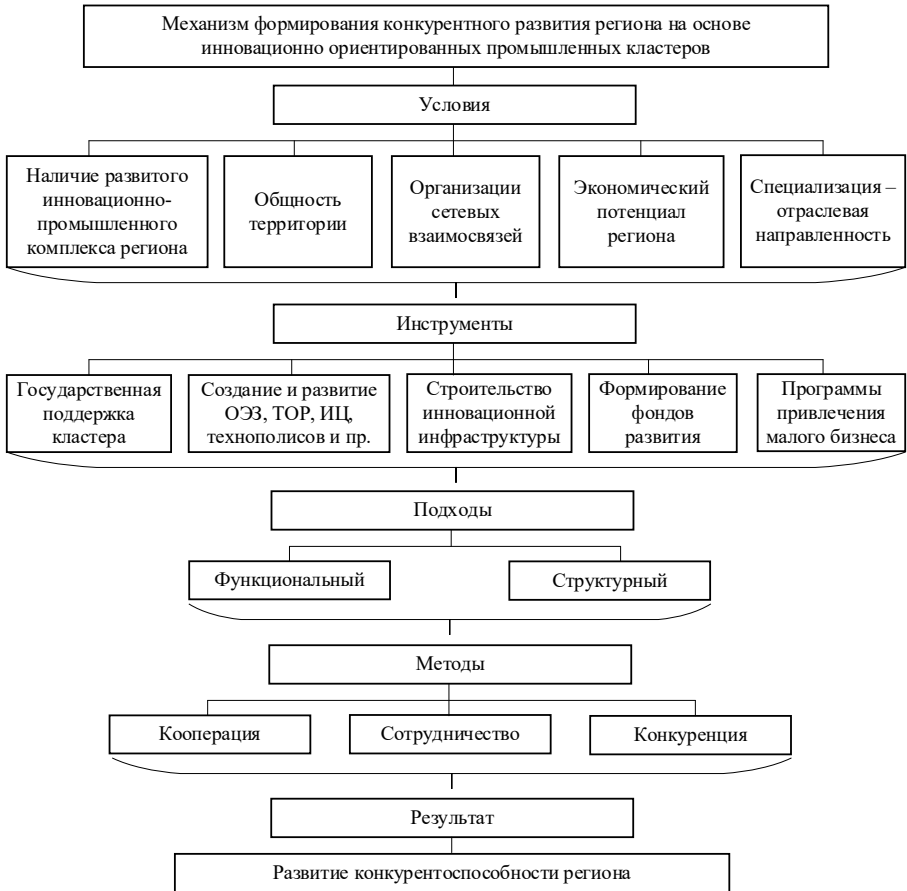 Механизм формирования конкурентного развития региона на основе
инновационно ориентированных промышленных кластеров
Условия
Наличие развитого
инновационно-
промышленного
комплекса региона
Общность
территории
Организации
сетевых
взаимосвязей
Экономический
потенциал
региона
Специализация –
отраслевая
направленность
Инструменты
Государственная
поддержка
кластера
Создание и развитие
ОЭЗ, ТОР, ИЦ,
технополисов и пр.
Строительство
инновационной
инфраструктуры
Формирование
фондов
развития
Программы
привлечения
малого бизнеса
Подходы
Функциональный
Структурный
Методы
Кооперация
Сотрудничество
Конкуренция
Результат
Развитие конкурентоспособности региона